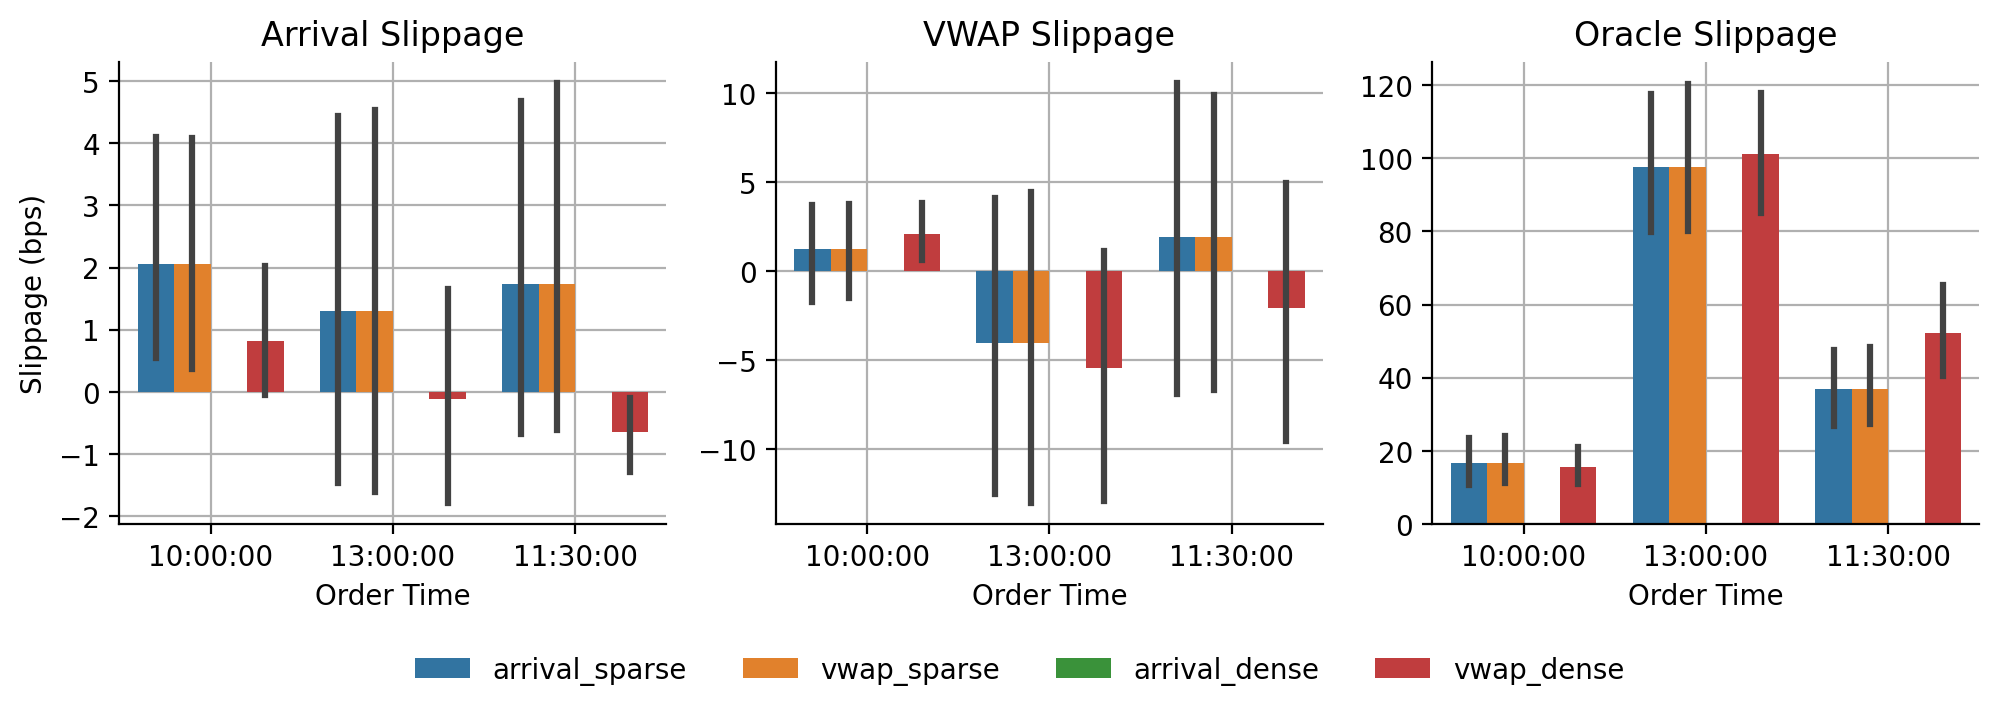 Arrival Slippage
VWAP Slippage
Oracle Slippage
Slippage (bps)
5
4
3
2
1
0
−1
−2
10:00:00
13:00:00
11:30:00
Order Time
10
5
0
−5
−10
10:00:00
13:00:00
11:30:00
Order Time
120
100
80
60
40
20
0
10:00:00
13:00:00
11:30:00
Order Time
arrival_sparse
vwap_sparse
arrival_dense
vwap_dense